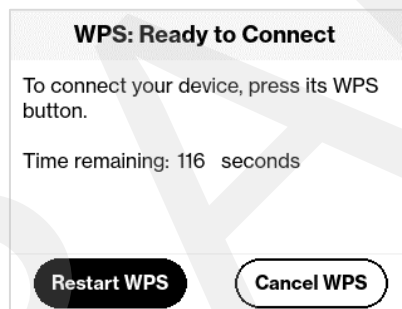 WPS: Ready to Connect
To connect your device, press its WPS
button.
Time remaining: 116 seconds
Restart WPS
Cancel WPS